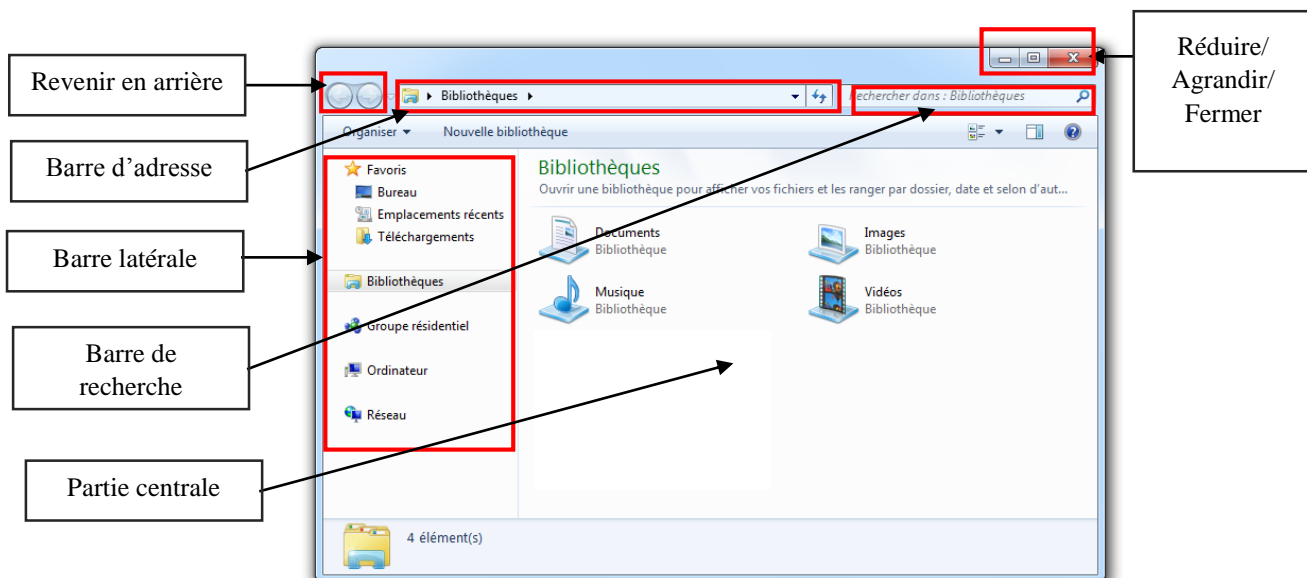 Réduire/
Agrandir/
Fermer
Revenir en arrière
Bibliothèques
Rechercher dans : Bibliothèques
Organiser
Nouvelle bibliothèque
Barre d’adresse
Favoris
Bureau
Emplacements récents
Téléchargements
Bibliothèques
Groupe résidentiel
Ordinateur
Réseau
Bibliothèques
Ouvrir une bibliothèque pour afficher vos fichiers et les ranger par dossier, date et selon d'aut...
Documents
Bibliothèque
Images
Bibliothèque
Musique
Bibliothèque
Vidéos
Bibliothèque
Barre latérale
Barre de
recherche
Partie centrale
4 élément(s)